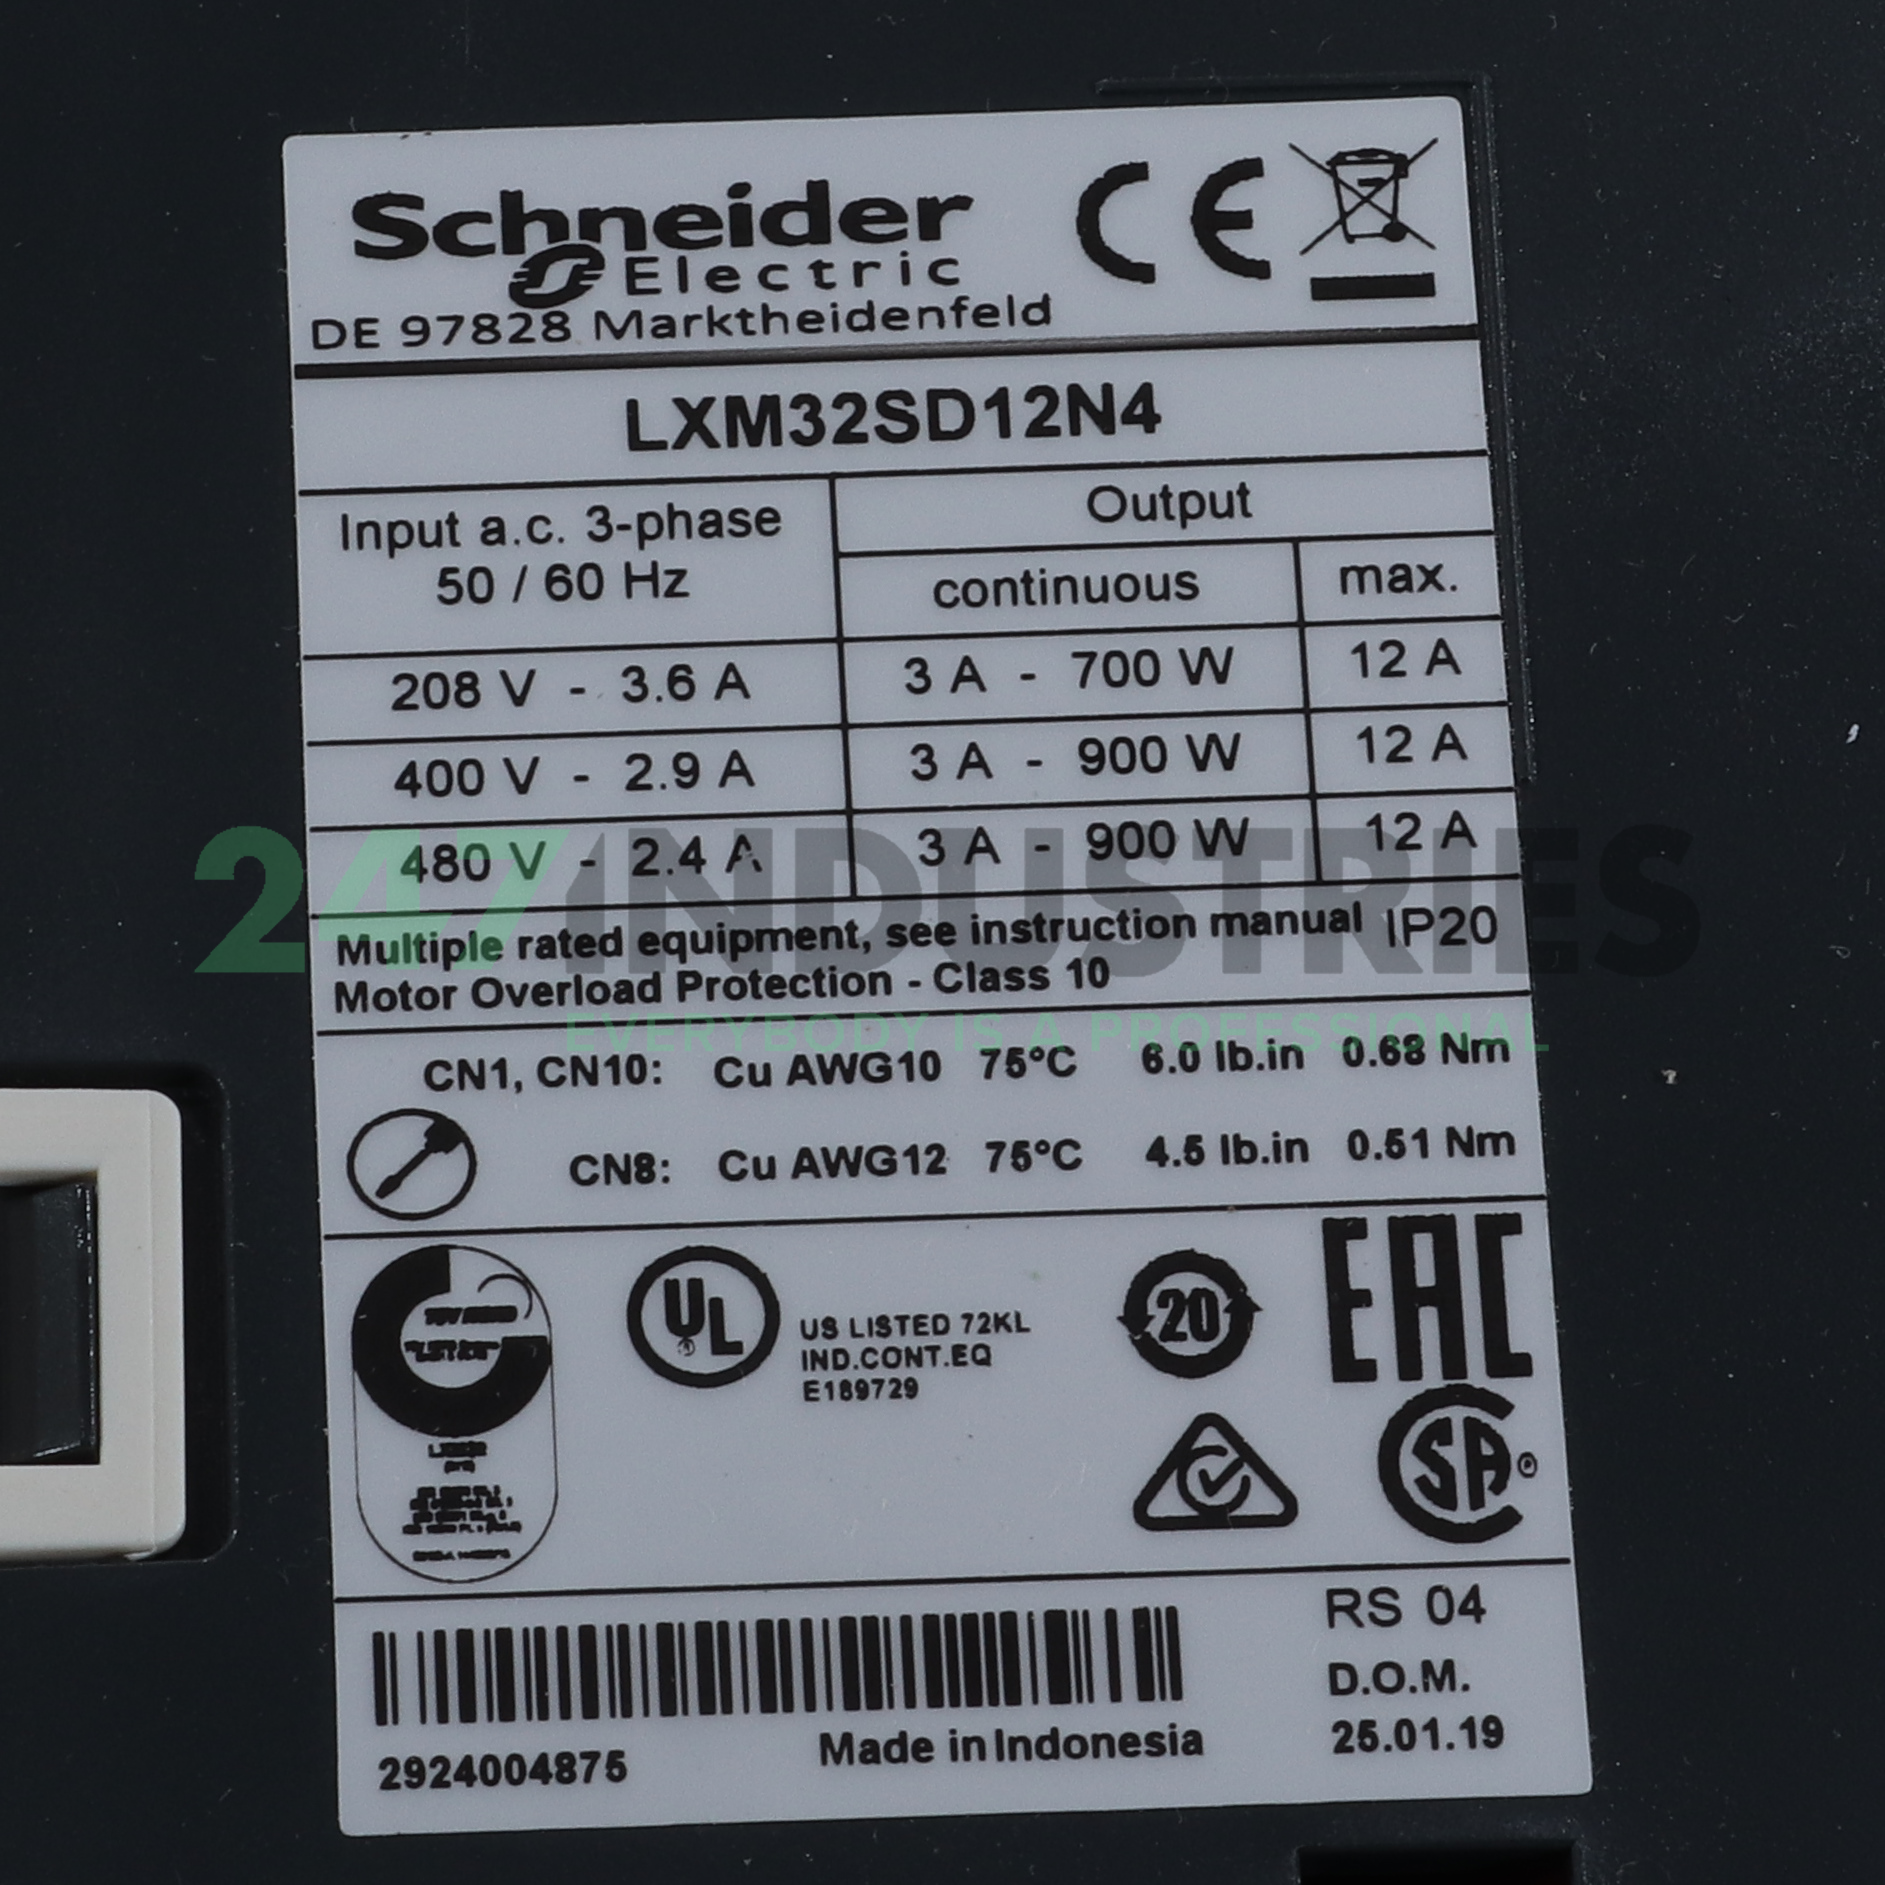 Schneider
Electric
CE
DE 97828 Marktheidenfeld
LXM32SD12N4
Input a.c. 3-phase
50 / 60 Hz
Output
continuous
max.
208 V - 3.6 A 3 A - 700 W 12 A
400 V - 2.9 A 3 A - 900 W 12 A
480 V - 2.4 A 3 A - 900 W 12 A
247 INDUSTRIES
EVERYBODY IS A PROFESSIONAL
Multiple rated equipment, see instruction manual IP20
Motor Overload Protection - Class 10
CN1, CN10: Cu AWG10 75°C 6.0 lb.in 0.68 Nm
CN8: Cu AWG12 75°C 4.5 lb.in 0.51 Nm
UL ®
US LISTED 72KL
IND.CONT.EQ
E189729
20
EAC
SA ®
RS 04
D.O.M.
25.01.19
Made in Indonesia
2924004875